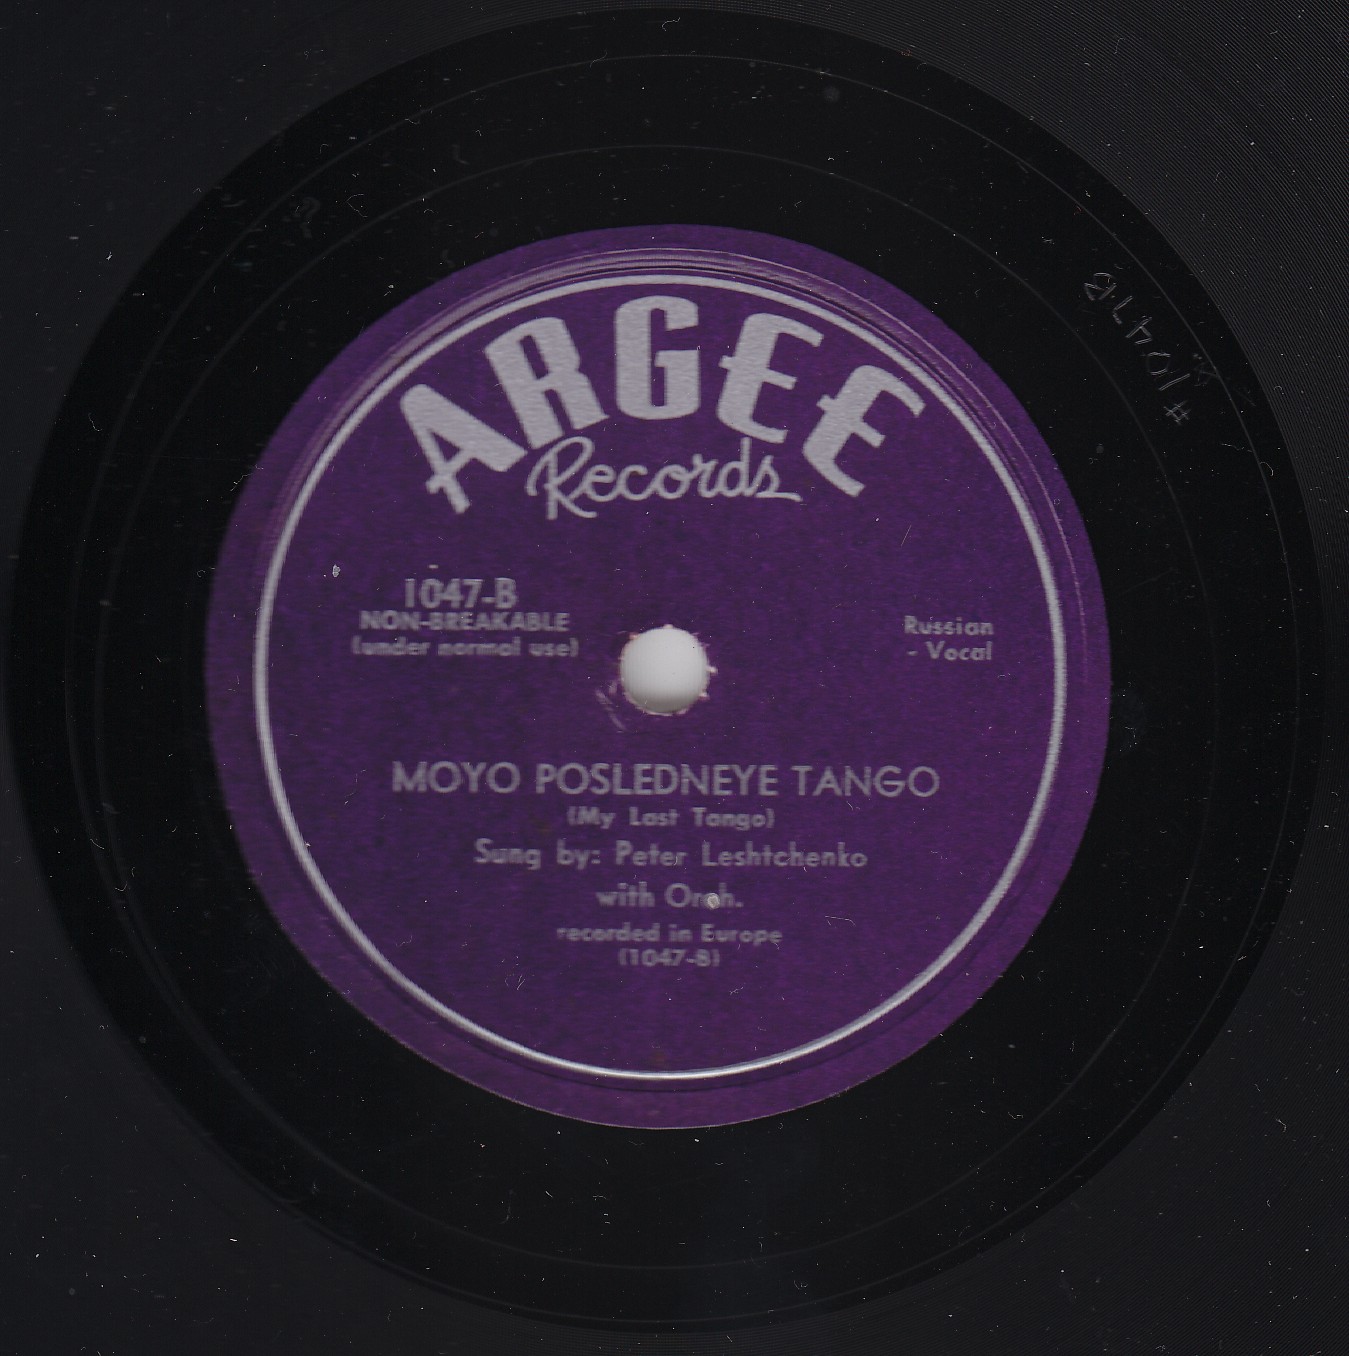 ARGEE
Records
1047-B
NON-BREAKABLE
(under normal use)
Russian
- Vocal
MOYO POSLEDNEYE TANGO
(My Last Tango)
Sung by: Peter Leshtchenko
with Orch.
recorded in Europe
(1047-B)
#1047B